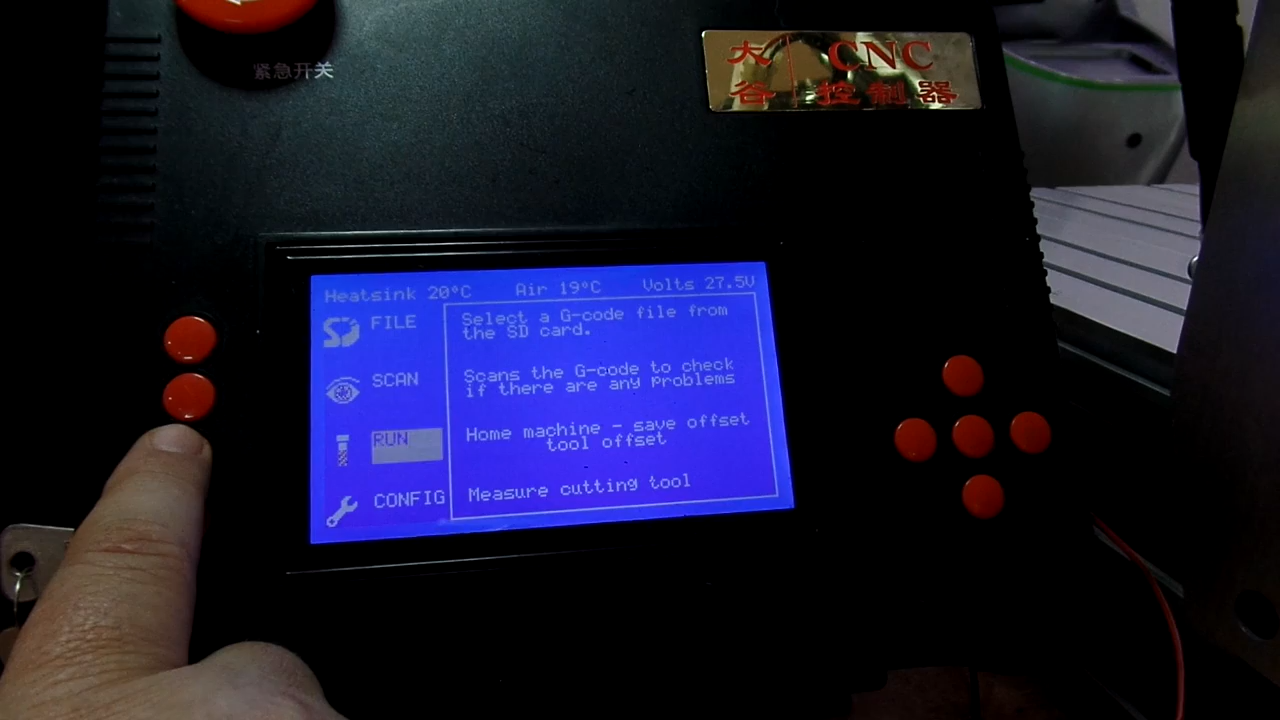 紧急开关
大 CNC
谷 控制器
Heatsink 20°C Air 19°C Volts 27.5V
FILE
Select a G-code file from
the SD card.
SCAN
Scans the G-code to check
if there are any problems
RUN
Home machine - save offset
tool offset
CONFIG
Measure cutting tool